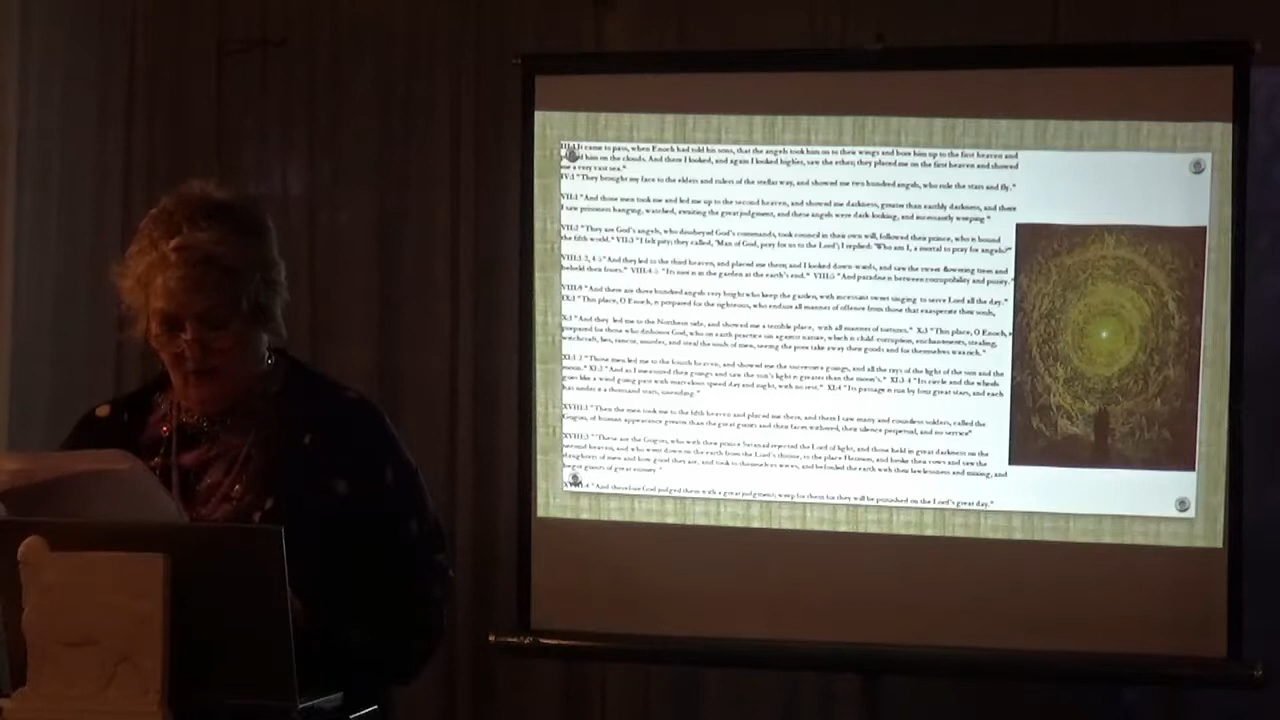 III:1 It came to pass, when Enoch had told his sons, that the angels took him on to their wings and bore him up to the first heaven and
placed him on the clouds. And there I looked, and again I looked higher, saw the ether; they placed me on the first heaven and showed
me a very vast sea."
IV:1 "They brought my face to the elders and rulers of the stellar way, and showed me two hundred angels, who rule the stars and fly."
VII:1 "And those men took me and led me up to the second heaven, and showed me darkness, greater than earthly darkness, and there
I saw prisoners hanging, watched, awaiting the great judgment, and these angels were dark looking, and incessantly weeping"
VII:2 "They are God's angels, who disobeyed God's commands, took council in their own will, followed their prince, who is bound
the fifth world." VII:3 "I felt pity; they called, 'Man of God, pray for us to the Lord'; I replied: 'Who am I, a mortal to pray for angels?'"
VIII:1-2, 4-5 "And they led to the third heaven, and placed me there; and I looked down-wards, and saw the sweet flowering trees and
beheld their fruits." VIII:4-5 "Its root is in the garden at the earth's end." VIII:5 "And paradise is between corruptibility and purity."
VIII:8 "And there are three hundred angels very bright who keep the garden, with incessant sweet singing to serve Lord all the day."
IX:1 "This place, O Enoch, is prepared for the righteous, who endure all manner of offence from those that exasperate their souls,
X:1 "And they led me to the Northern side, and showed me a terrible place, with all manner of tortures." X:3 "This place, O Enoch, is
prepared for those who dishonor God, who on earth practice sin against nature, which is child-corruption, enchantments, stealing,
witchcraft, lies, rancor, murder, and steal the souls of men, seeing the poor take away their goods and for themselves wax rich."
XI:1-2 "Those men led me to the fourth heaven, and showed me the successive goings, and all the rays of the light of the sun and the
moon." XI:2 "And as I measured their goings and saw the sun's light is greater than the moon's." XI:3-4 "Its circle and the wheels
goes like a wind going past with marvelous speed day and night, with no rest." XI:4 "Its passage is run by four great stars, and each
has under it a thousand stars, unending."
XVIII:1 "Then the men took me to the fifth heaven and placed me there, and there I saw many and countless soldiers, called the
Grigori, of human appearance greater than the great giants and their faces withered, their silence perpetual, and no service"
XVIII:3 "These are the Grigori, who with their prince Satanail rejected the Lord of light, and those held in great darkness on the
second heaven, and who went down on the earth from the Lord's throne, to the place Hermon, and broke their vows and saw the
daughters of men and how good they are, and took to themselves wives, and befouled the earth with their lawlessness and mixing, and
begot giants of great enmity."
XVIII:4 "And therefore God judged them with a great judgment; weep for them for they will be punished on the Lord's great day."